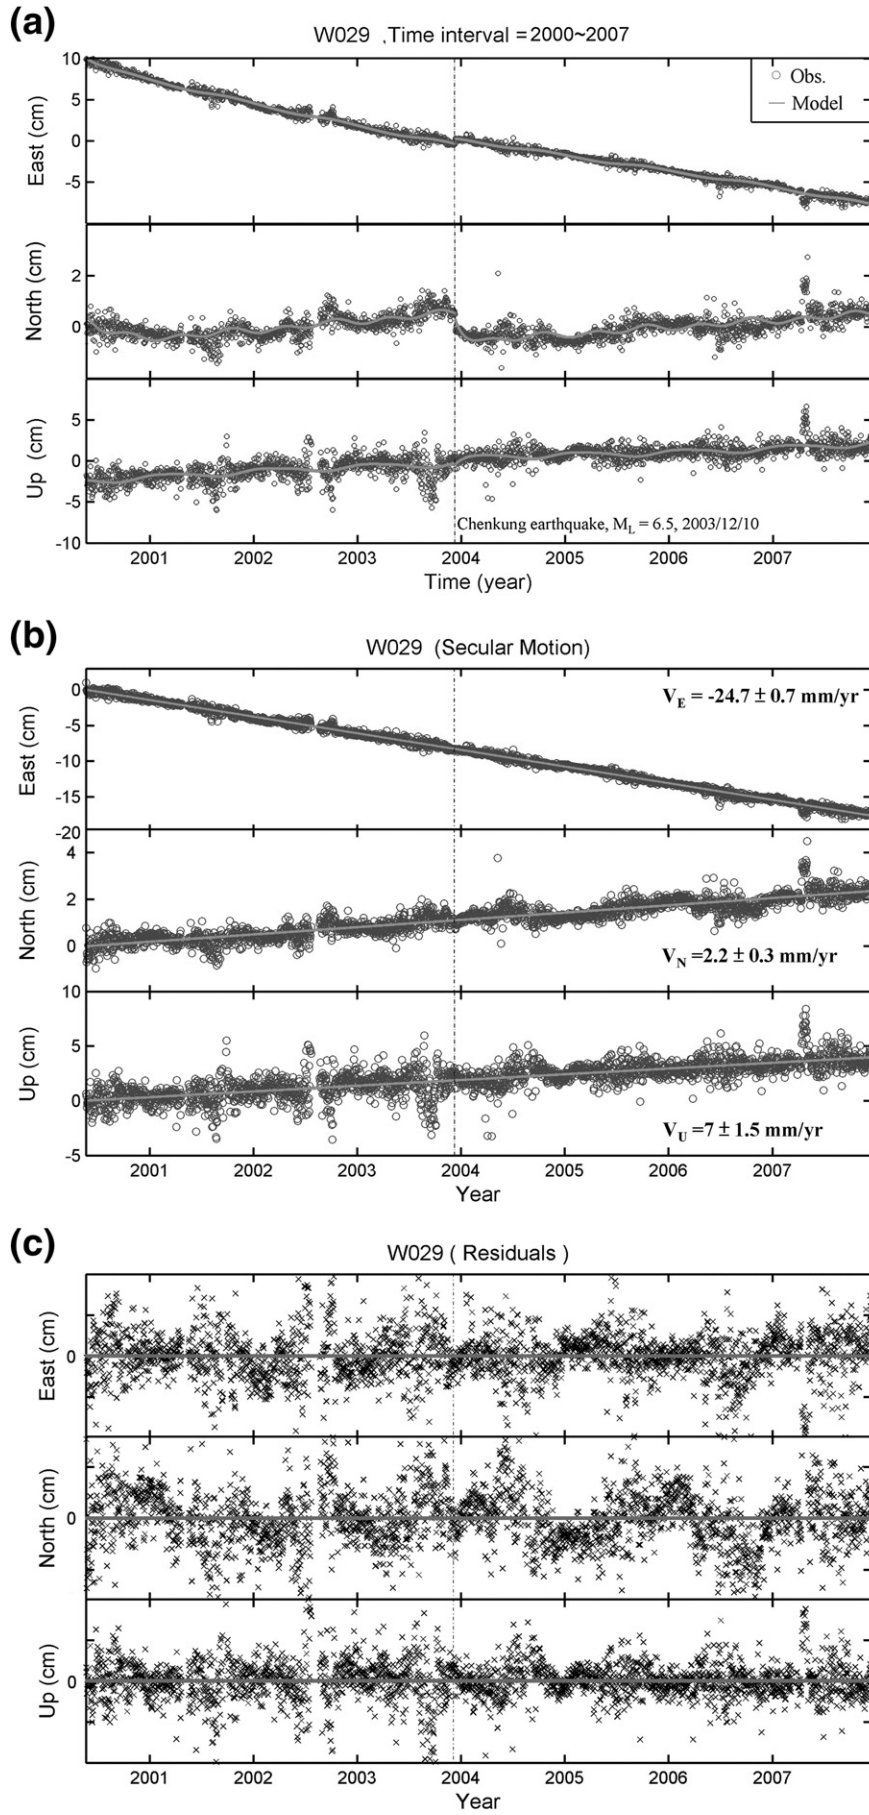 (a)
W029 ,Time interval = 2000~2007
Obs.
Model
East (cm)
10
5
0
-5
North (cm)
2
0
Up (cm)
5
0
-5
-10
Chenkung earthquake, M_L = 6.5, 2003/12/10
2001 2002 2003 2004 2005 2006 2007
Time (year)
(b)
W029 (Secular Motion)
V_E = -24.7 ± 0.7 mm/yr
East (cm)
0
-5
-10
-15
-20
North (cm)
4
2
0
V_N =2.2 ± 0.3 mm/yr
Up (cm)
10
5
0
-5
V_U =7 ± 1.5 mm/yr
2001 2002 2003 2004 2005 2006 2007
Year
(c)
W029 ( Residuals )
East (cm)
0
North (cm)
0
Up (cm)
0
2001 2002 2003 2004 2005 2006 2007
Year